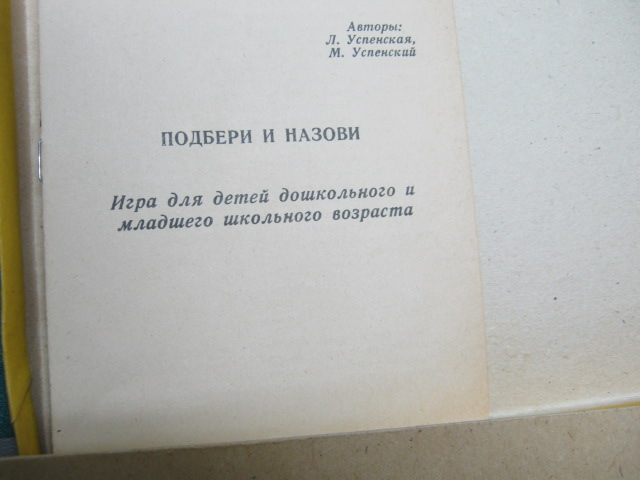 Авторы:
Л. Успенская,
М. Успенский
ПОДБЕРИ И НАЗОВИ
Игра для детей дошкольного и
младшего школьного возраста